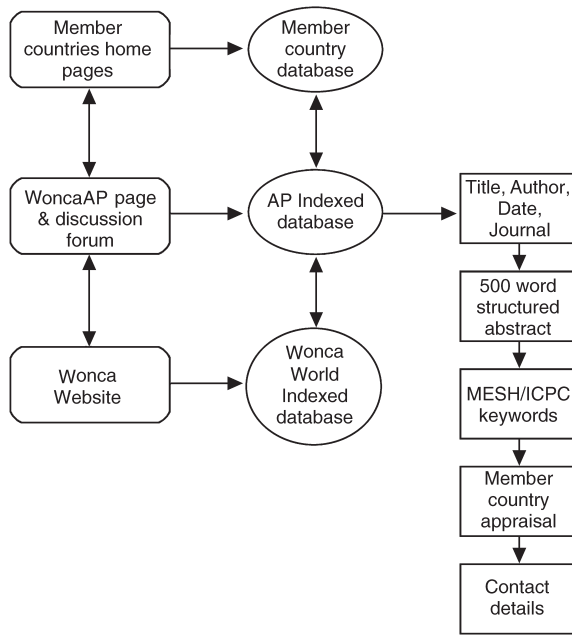 Member
countries home
pages
Member
country
database
WoncaAP page
& discussion
forum
AP Indexed
database
Title, Author,
Date,
Journal
500 word
structured
abstract
Wonca
Website
Wonca
World
Indexed
database
MESH/ICPC
keywords
Member
country
appraisal
Contact
details